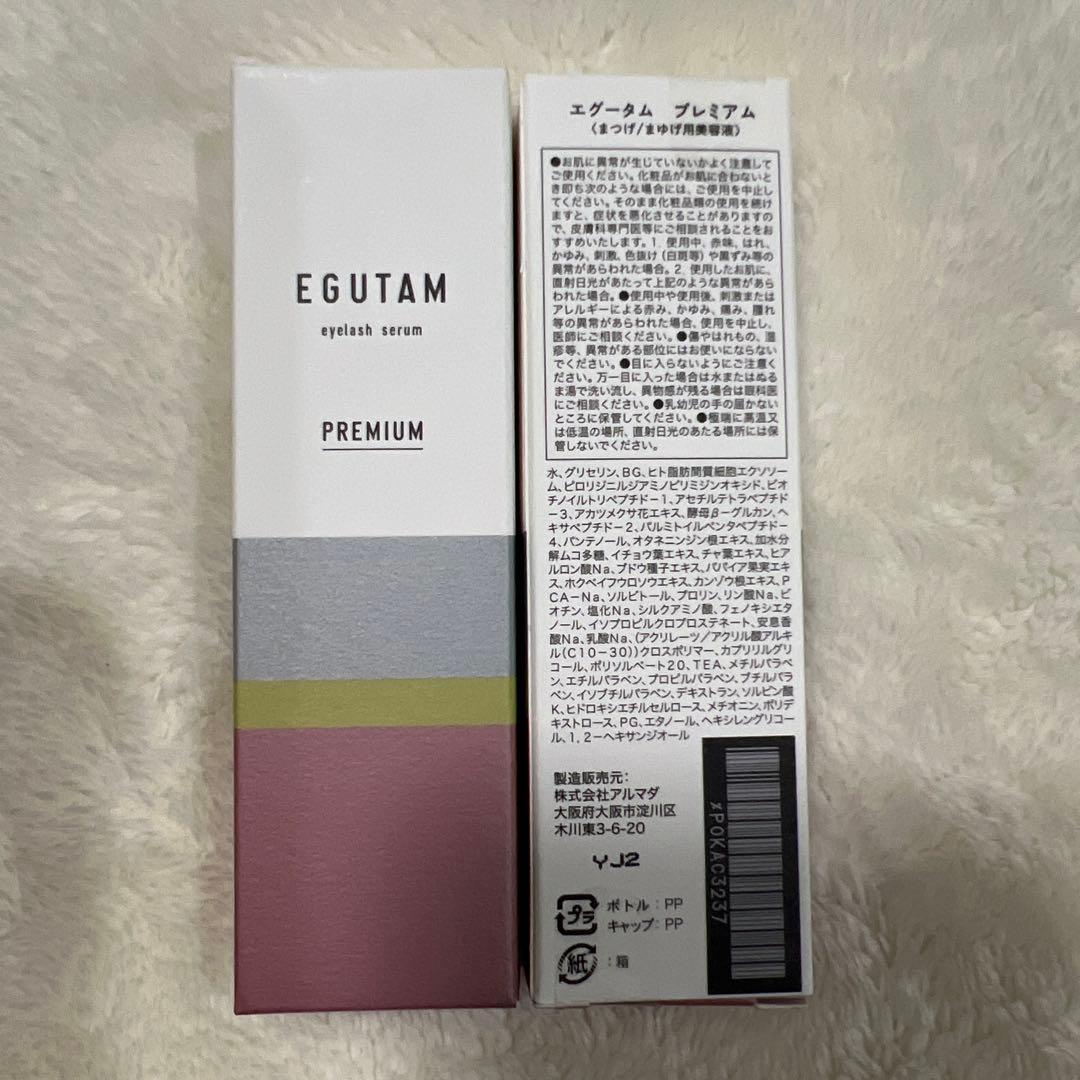 EGUTAM
eyelash serum
PREMIUM
エグータム プレミアム
(まつげ/まゆげ用美容液)
●お肌に異常が生じていないかよく注意して
ご使用ください。化粧品がお肌に合わないと
き即ち次のような場合には、ご使用を中止し
てください。そのまま化粧品類の使用を続け
ますと、症状を悪化させることがありますの
で、皮膚科専門医等にご相談されることをお
すすめいたします。1. 使用中、赤味、はれ、
かゆみ、刺激、色抜け(白斑等)や黒ずみ等の
異常があらわれた場合。2. 使用したお肌に、
直射日光があたって上記のような異常があら
われた場合。●使用中や使用後、刺激または
アレルギーによる赤み、かゆみ、痛み、腫れ
等の異常があらわれた場合、使用を中止し、
医師にご相談ください。●傷やはれもの、湿
疹等、異常がある部位にはお使いにならない
でください。●目に入らないようにご注意く
ださい。万一目に入った場合は水またはぬる
ま湯で洗い流し、異物感が残る場合は眼科医
にご相談ください。●乳幼児の手の届かない
ところに保管してください。●極端に高温又
は低温の場所、直射日光のあたる場所には保
管しないでください。
水、グリセリン、BG、ヒト脂肪間質細胞エクソソー
ム、ピロリジニルジアミノピリミジンオキシド、ビオ
チノイルトリペプチド-1、アセチルテトラペプチド
-3、アカツメクサ花エキス、酵母β-グルカン、ヘ
キサペプチド-2、パルミトイルペンタペプチド-
4、パンテノール、オタネニンジン根エキス、加水分
解ムコ多糖、イチョウ葉エキス、チャ葉エキス、ヒア
ルロン酸Na、ブドウ種子エキス、パパイア果実エキ
ス、ホクベイフウロソウエキス、カンゾウ根エキス、P
CA-Na、ソルビトール、プロリン、リン酸Na、ビ
オチン、塩化Na、シルクアミノ酸、フェノキシエタ
ノール、イソプロピルクロプロステネート、安息香
酸Na、乳酸Na、(アクリレーツ/アクリル酸アルキ
ル(C10-30))クロスポリマー、カプリリルグリ
コール、ポリソルベート20、TEA、メチルパラベ
ン、エチルパラベン、プロピルパラベン、ブチルパラ
ベン、イソブチルパラベン、デキストラン、ソルビン酸
K、ヒドロキシエチルセルロース、メチオニン、ポリデ
キストロース、PG、エタノール、ヘキシレングリコー
ル、1,2-ヘキサンジオール
製造販売元:
株式会社アルマダ
大阪府大阪市淀川区
木川東3-6-20
YJ2
プラ
ボトル:PP
キャップ:PP
紙
:箱
≠POKAC3237